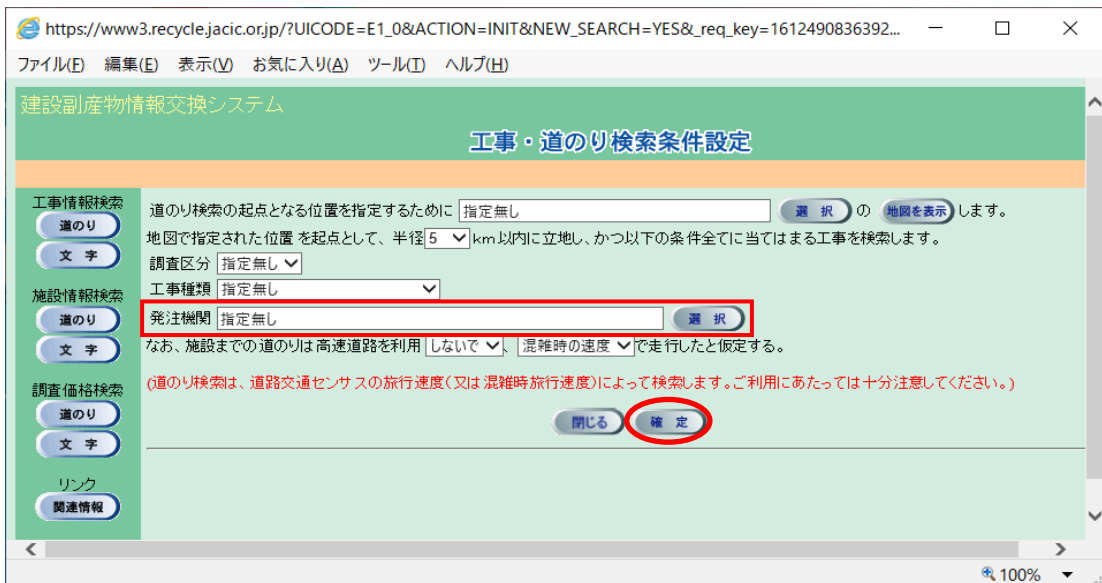 https://www3.recycle.jacic.or.jp/?UICODE=E1_0&ACTION=INIT&NEW_SEARCH=YES&_req_key=1612490836392...
ファイル(F) 編集(E) 表示(V) お気に入り(A) ツール(T) ヘルプ(H)
建設副産物情報交換システム
工事・道のり検索条件設定
工事情報検索
道のり
文 字
施設情報検索
道のり
文 字
調査価格検索
道のり
文 字
リンク
関連情報
道のり検索の起点となる位置を指定するために 指定無し 選 択 の 地図を表示 します。
地図で指定された位置 を起点として、半径 5 km以内に立地し、かつ以下の条件全てに当てはまる工事を検索します。
調査区分 指定無し
工事種類 指定無し
発注機関 指定無し 選 択
なお、施設までの道のりは高速道路を利用 しないで 、 混雑時の速度 で走行したと仮定する。
(道のり検索は、道路交通センサスの旅行速度(又は混雑時旅行速度)によって検索します。ご利用にあたっては十分注意してください。)
閉じる 確 定
100%